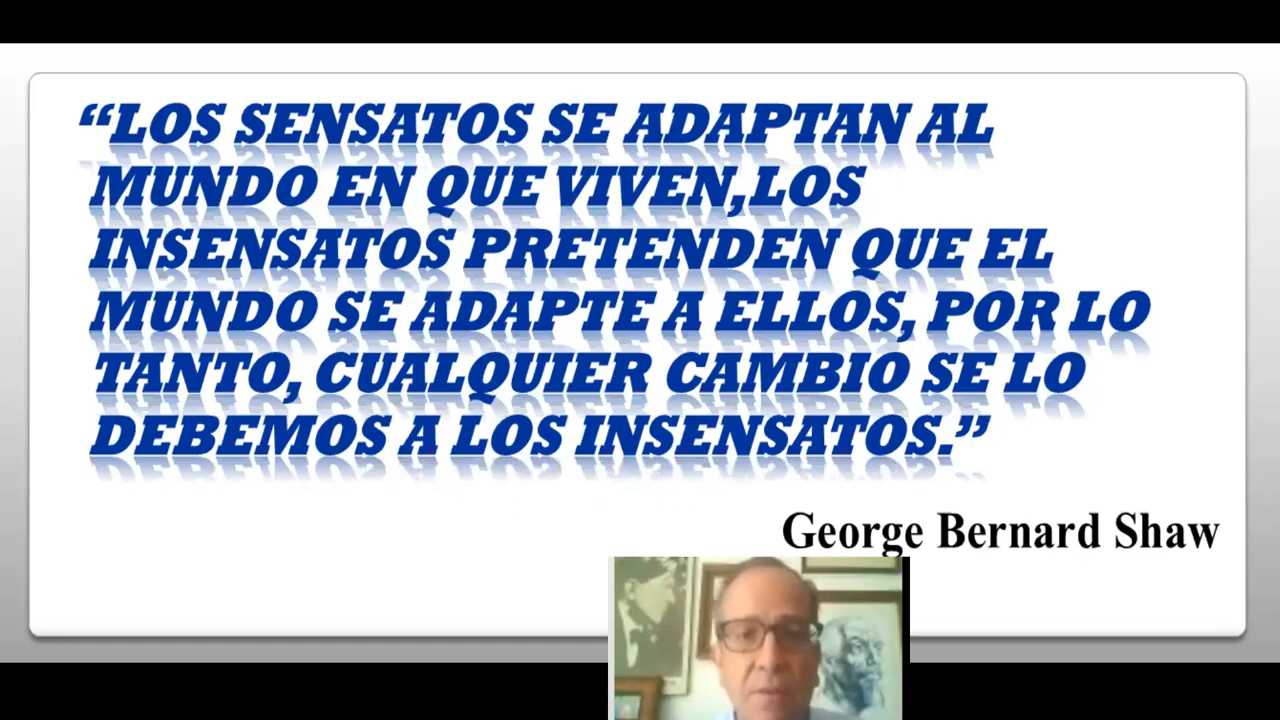 “LOS SENSATOS SE ADAPTAN AL
MUNDO EN QUE VIVEN,LOS
INSENSATOS PRETENDEN QUE EL
MUNDO SE ADAPTE A ELLOS, POR LO
TANTO, CUALQUIER CAMBIO SE LO
DEBEMOS A LOS INSENSATOS.”
George Bernard Shaw